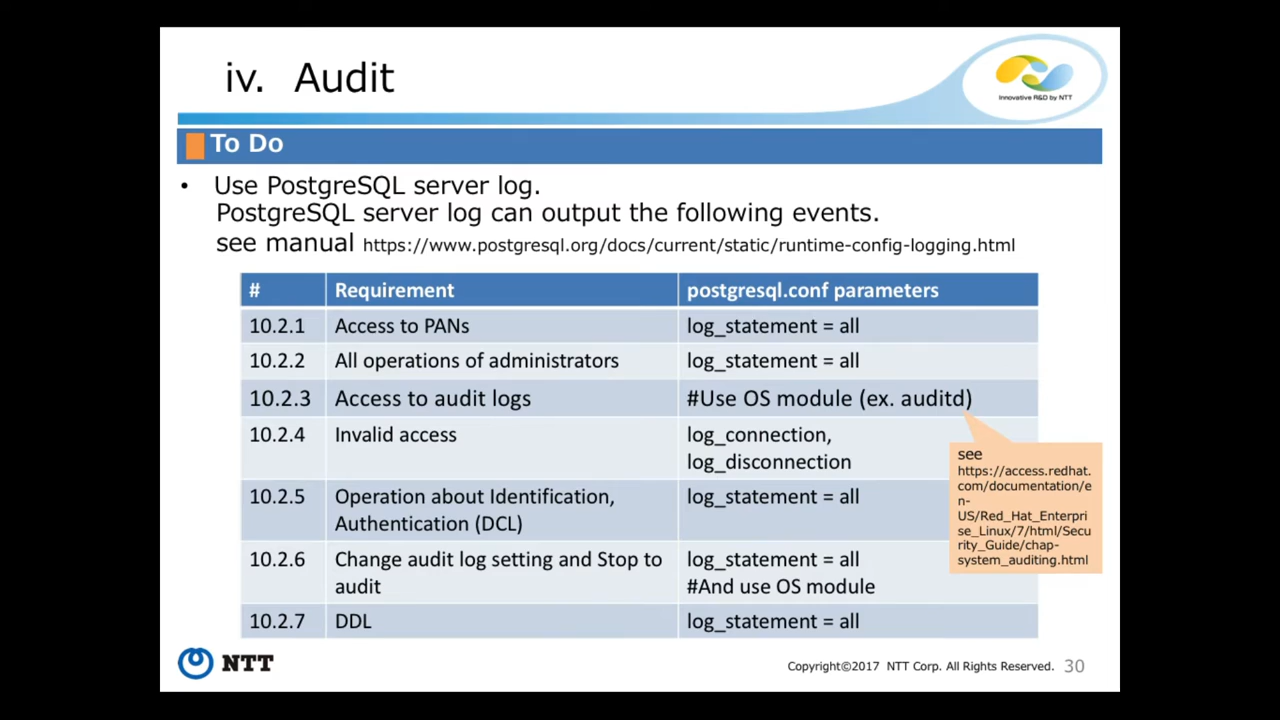 iv. Audit
Innovative R&D by NTT
To Do
• Use PostgreSQL server log.
PostgreSQL server log can output the following events.
see manual https://www.postgresql.org/docs/current/static/runtime-config-logging.html
# Requirement postgresql.conf parameters
10.2.1 Access to PANs log_statement = all
10.2.2 All operations of administrators log_statement = all
10.2.3 Access to audit logs #Use OS module (ex. auditd)
10.2.4 Invalid access log_connection,
log_disconnection
10.2.5 Operation about Identification, log_statement = all
Authentication (DCL)
10.2.6 Change audit log setting and Stop to log_statement = all
audit #And use OS module
10.2.7 DDL log_statement = all
see
https://access.redhat.
com/documentation/e
n-
US/Red_Hat_Enterpri
se_Linux/7/html/Secu
rity_Guide/chap-
system_auditing.html
NTT
Copyright©2017 NTT Corp. All Rights Reserved. 30